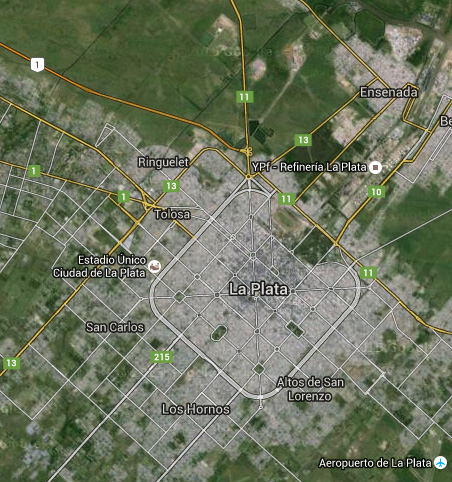 1
Ensenada
11
Be
13
Ringuelet
YPf - Refinería La Plata
1
13
10
1
11
Tolosa
Estadio Único
Ciudad de La Plata
11
La Plata
San Carlos
215
13
Altos de San
Lorenzo
Los Hornos
Aeropuerto de La Plata